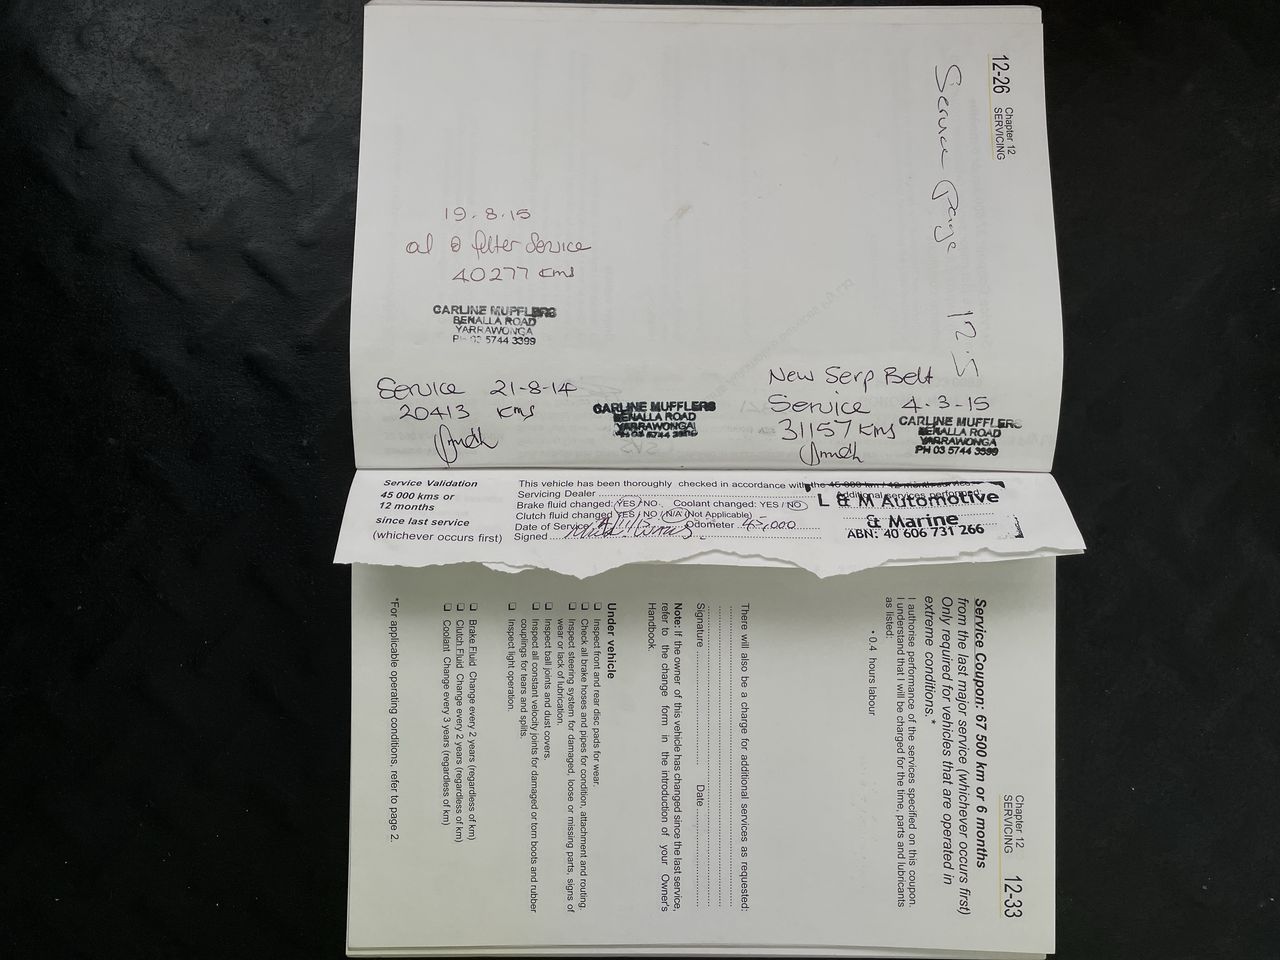 12-26
Chapter 12
SERVICING
Service Page 12.5
19.8.15
oil & filter Service
40277 kms
CARLINE MUFFLERS
BENALLA ROAD
YARRAWONGA
PH 03 5744 3399
Service 21-8-14
20413 kms
CARLINE MUFFLERS
BENALLA ROAD
YARRAWONGA
PH 03 5744 3399
New Serp Belt
Service 4-3-15
31157 kms
CARLINE MUFFLERS
BENALLA ROAD
YARRAWONGA
PH 03 5744 3399
Service Validation
45 000 kms or
12 months
since last service
(whichever occurs first)
This vehicle has been thoroughly checked in accordance with the 45 000 km / 12 month service.
Servicing Dealer
Additional services performed
Brake fluid changed: YES / NO Coolant changed: YES / NO
Clutch fluid changed YES / NO / N/A (Not Applicable)
Date of Service Odometer 45,000
Signed
L & M Automotive
& Marine
ABN: 40 606 731 266
Chapter 12
SERVICING
12-33
Service Coupon: 67 500 km or 6 months
from the last major service (whichever occurs first)
Only required for vehicles that are operated in
extreme conditions. *
I authorise performance of the services specified on this coupon.
I understand that I will be charged for the time, parts and lubricants
as listed:
• 0.4 hours labour
There will also be a charge for additional services as requested:
Signature Date
Note: If the owner of this vehicle has changed since the last service,
refer to the change form in the introduction of your Owner's
Handbook.
Under vehicle
❑ Inspect front and rear disc pads for wear.
❑ Check all brake hoses and pipes for condition, attachment and routing.
❑ Inspect steering system for damaged, loose or missing parts, signs of
wear or lack of lubrication.
❑ Inspect ball joints and dust covers.
❑ Inspect all constant velocity joints for damaged or torn boots and rubber
couplings for tears and splits.
❑ Inspect light operation.
❑ Brake Fluid Change every 2 years (regardless of km)
❑ Clutch Fluid Change every 2 years (regardless of km)
❑ Coolant Change every 3 years (regardless of km)
*For applicable operating conditions, refer to page 2.